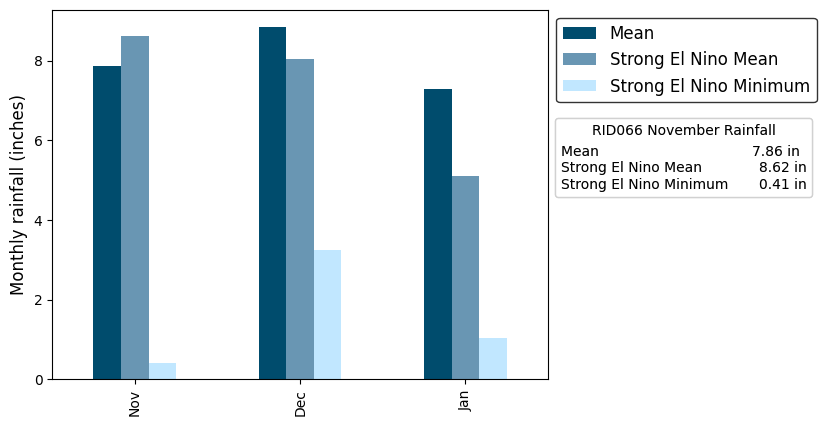 Mean
Strong El Nino Mean
Strong El Nino Minimum
RID066 November Rainfall
Mean 7.86 in
Strong El Nino Mean 8.62 in
Strong El Nino Minimum 0.41 in
Monthly rainfall (inches)
8
6
4
2
0
Nov
Dec
Jan